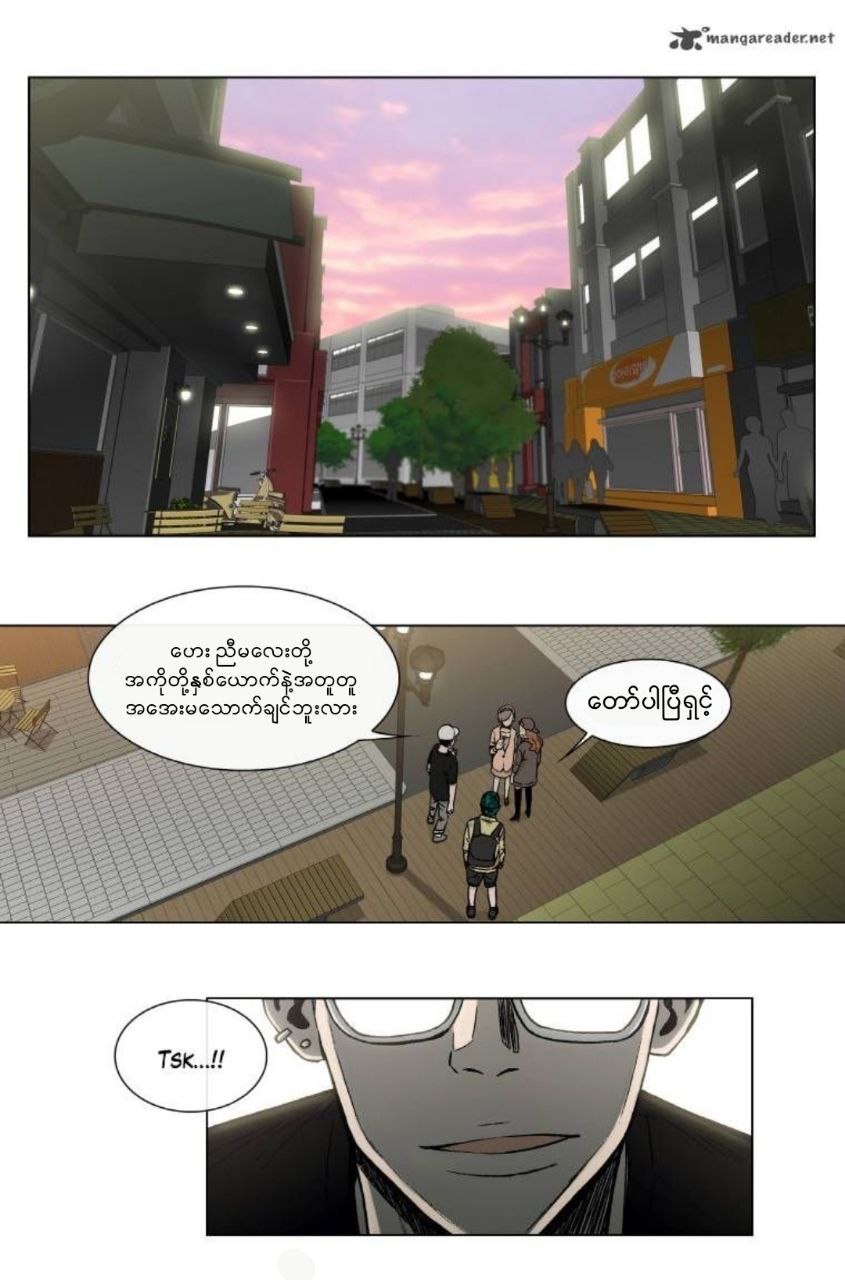 mangareader.net
ဟေး ညီမလေးတို့
အကိုတို့နှစ်ယောက်နဲ့အတူတူ
အအေးမသောက်ချင်ဘူးလား
တော်ပါပြီရှင့်
TSK...!!